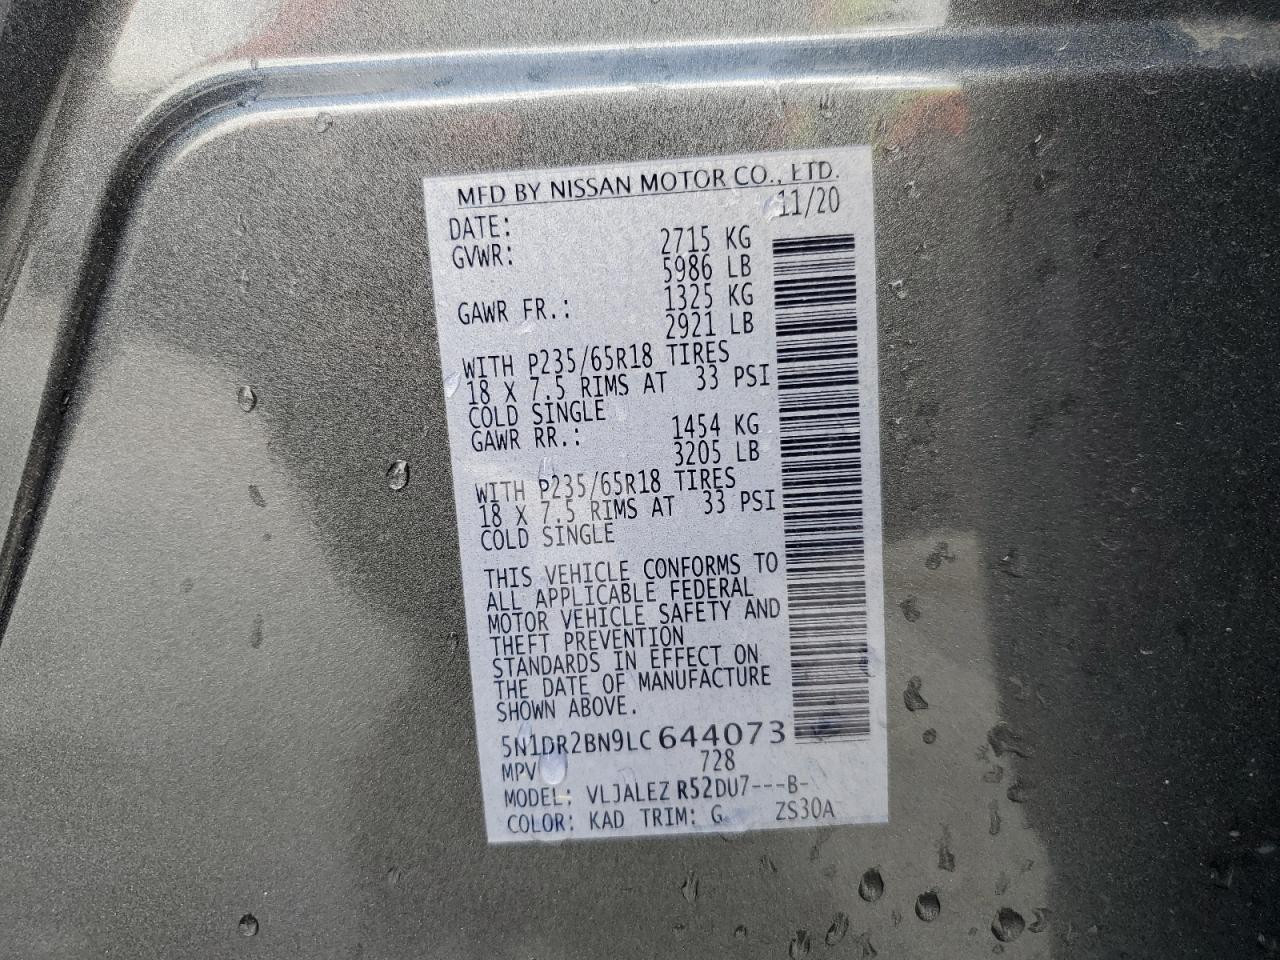 MFD BY NISSAN MOTOR CO., LTD.
DATE: 11/20
GVWR: 2715 KG
5986 LB
GAWR FR.: 1325 KG
2921 LB
WITH P235/65R18 TIRES
18 X 7.5 RIMS AT 33 PSI
COLD SINGLE
GAWR RR.: 1454 KG
3205 LB
WITH P235/65R18 TIRES
18 X 7.5 RIMS AT 33 PSI
COLD SINGLE
THIS VEHICLE CONFORMS TO
ALL APPLICABLE FEDERAL
MOTOR VEHICLE SAFETY AND
THEFT PREVENTION
STANDARDS IN EFFECT ON
THE DATE OF MANUFACTURE
SHOWN ABOVE.
5N1DR2BN9LC644073
MPV 728
MODEL: VLJALEZ R52DU7---B-
COLOR: KAD TRIM: G ZS30A